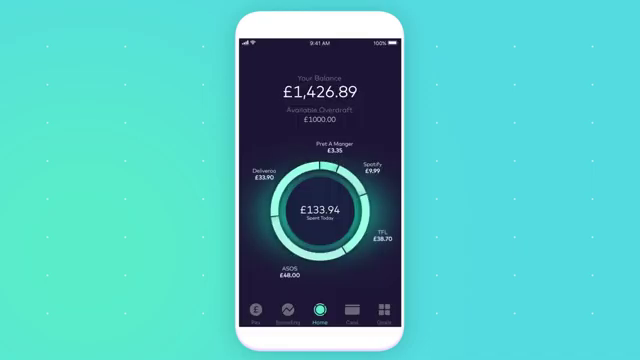 9:41 AM
100%
Your Balance
£1,426.89
Available Overdraft
£1000.00
Pret A Manger
£3.35
Spotify
£9.99
Deliveroo
£33.90
£133.94
Spent Today
TFL
£38.70
ASOS
£48.00
Pay
Spending
Home
Card
Goals